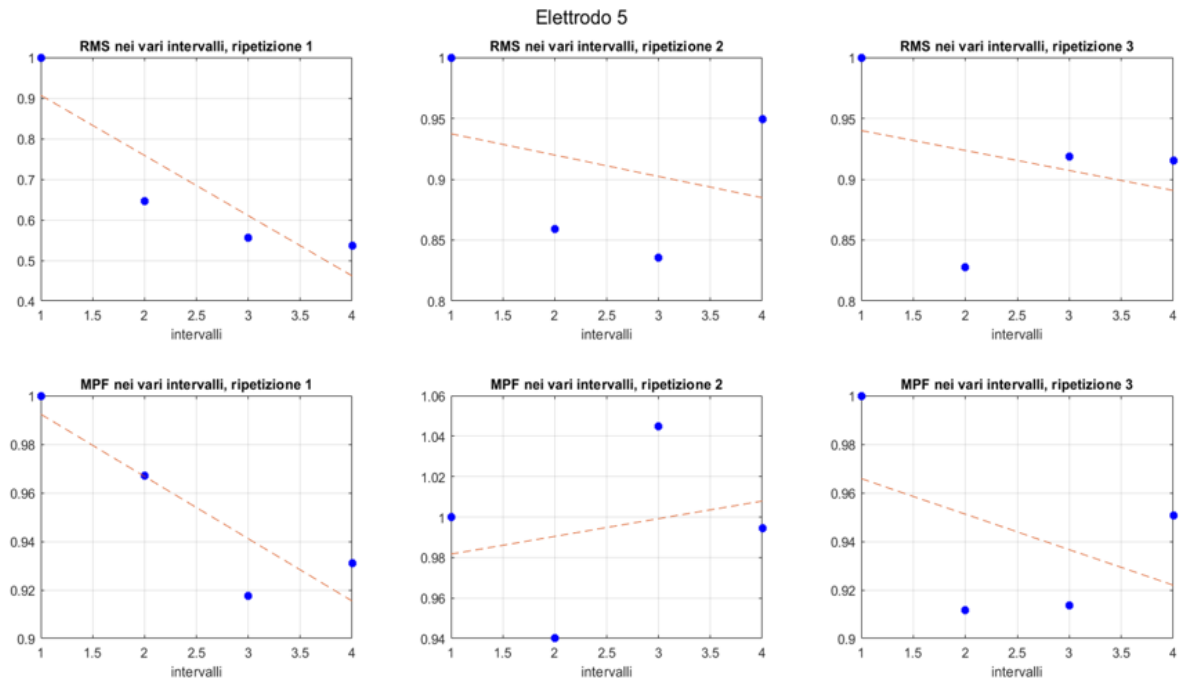 Elettrodo 5
RMS nei vari intervalli, ripetizione 1
1
0.9
0.8
0.7
0.6
0.5
0.4
1 1.5 2 2.5 3 3.5 4
intervalli
RMS nei vari intervalli, ripetizione 2
1
0.95
0.9
0.85
0.8
1 1.5 2 2.5 3 3.5 4
intervalli
RMS nei vari intervalli, ripetizione 3
1
0.95
0.9
0.85
0.8
1 1.5 2 2.5 3 3.5 4
intervalli
MPF nei vari intervalli, ripetizione 1
1
0.98
0.96
0.94
0.92
0.9
1 1.5 2 2.5 3 3.5 4
intervalli
MPF nei vari intervalli, ripetizione 2
1.06
1.04
1.02
1
0.98
0.96
0.94
1 1.5 2 2.5 3 3.5 4
intervalli
MPF nei vari intervalli, ripetizione 3
1
0.98
0.96
0.94
0.92
0.9
1 1.5 2 2.5 3 3.5 4
intervalli